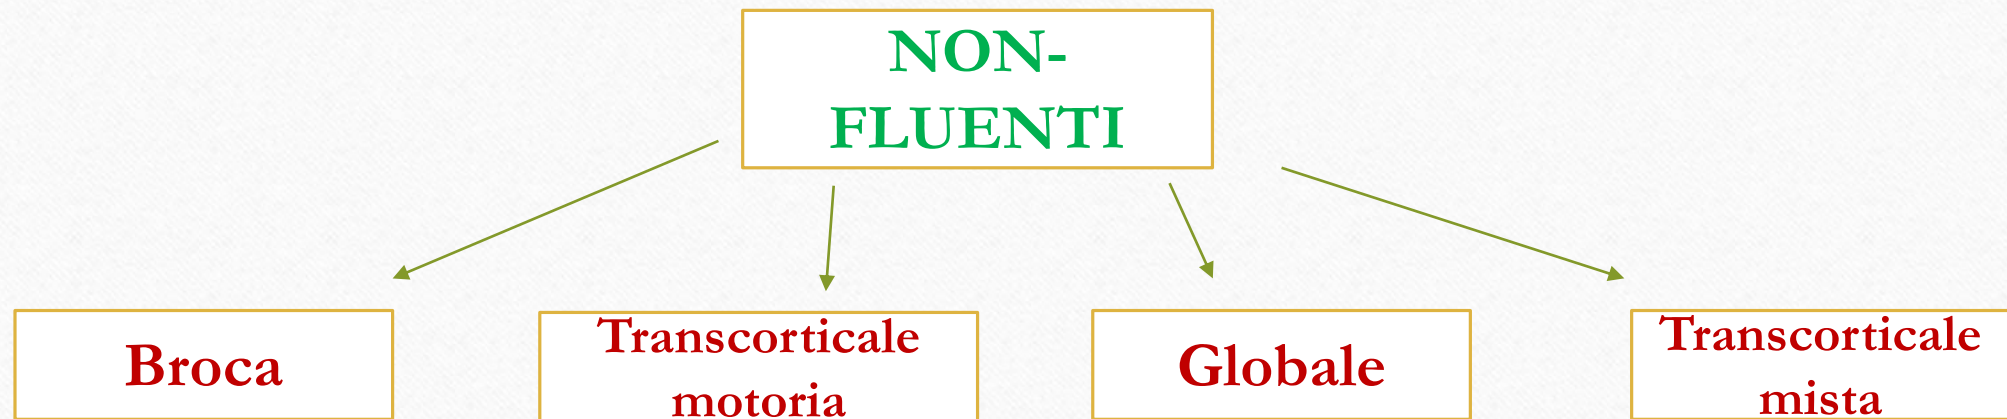 NON-
FLUENTI
Broca
Transcorticale
motoria
Globale
Transcorticale
mista